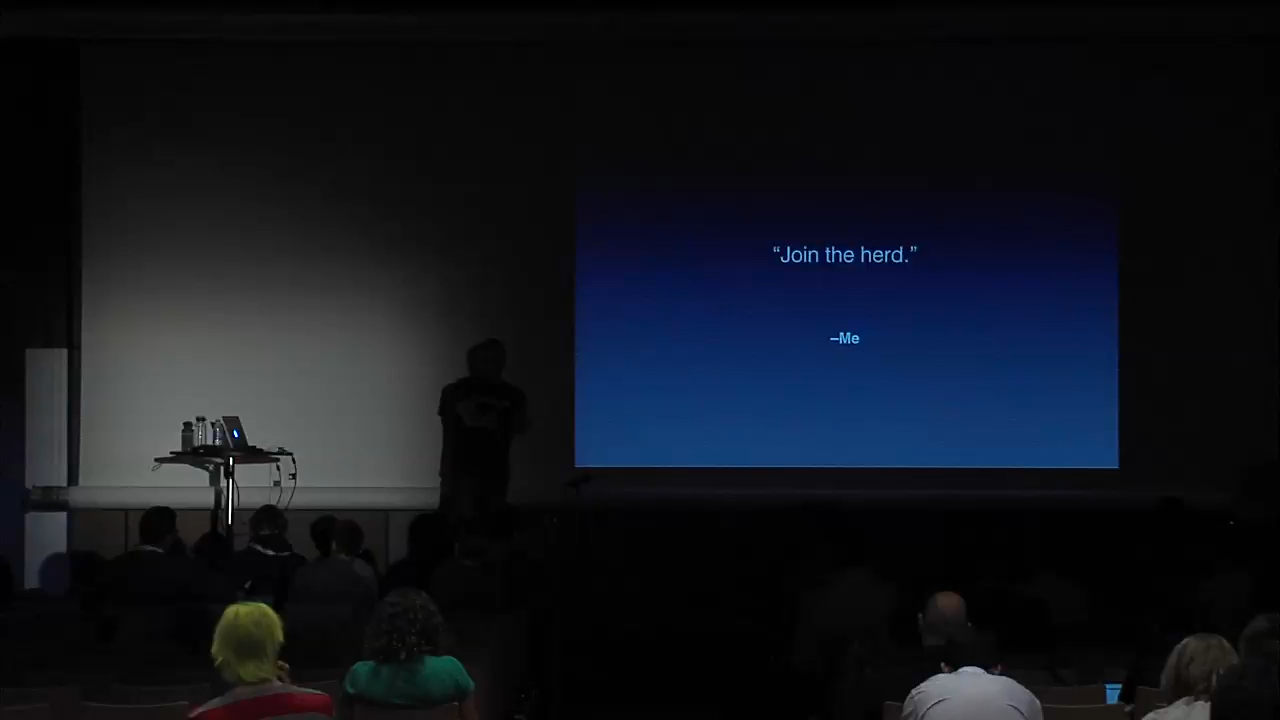 “Join the herd.”
–Me